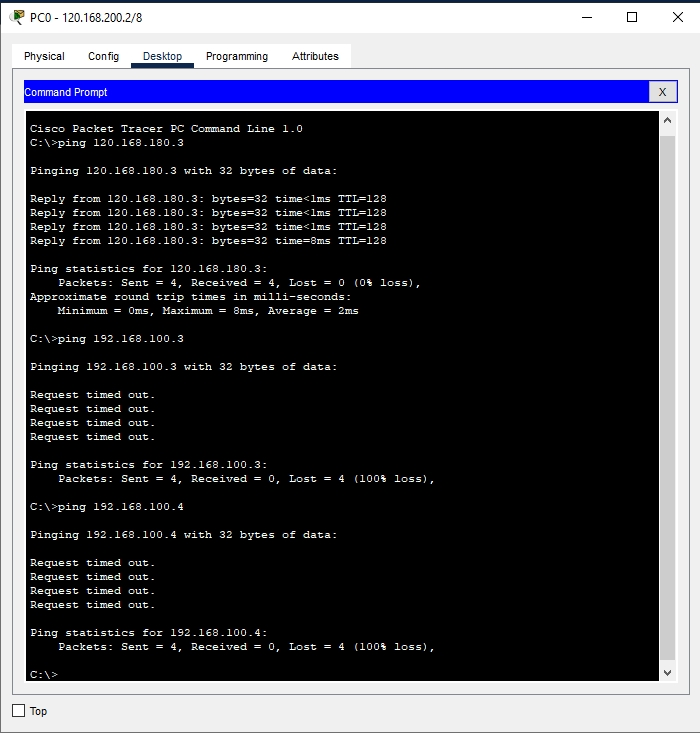 PC0 - 120.168.200.2/8
Physical Config Desktop Programming Attributes
Command Prompt
X
Cisco Packet Tracer PC Command Line 1.0
C:\>ping 120.168.180.3
Pinging 120.168.180.3 with 32 bytes of data:
Reply from 120.168.180.3: bytes=32 time<1ms TTL=128
Reply from 120.168.180.3: bytes=32 time<1ms TTL=128
Reply from 120.168.180.3: bytes=32 time<1ms TTL=128
Reply from 120.168.180.3: bytes=32 time=8ms TTL=128
Ping statistics for 120.168.180.3:
Packets: Sent = 4, Received = 4, Lost = 0 (0% loss),
Approximate round trip times in milli-seconds:
Minimum = 0ms, Maximum = 8ms, Average = 2ms
C:\>ping 192.168.100.3
Pinging 192.168.100.3 with 32 bytes of data:
Request timed out.
Request timed out.
Request timed out.
Request timed out.
Ping statistics for 192.168.100.3:
Packets: Sent = 4, Received = 0, Lost = 4 (100% loss),
C:\>ping 192.168.100.4
Pinging 192.168.100.4 with 32 bytes of data:
Request timed out.
Request timed out.
Request timed out.
Request timed out.
Ping statistics for 192.168.100.4:
Packets: Sent = 4, Received = 0, Lost = 4 (100% loss),
C:\>
Top